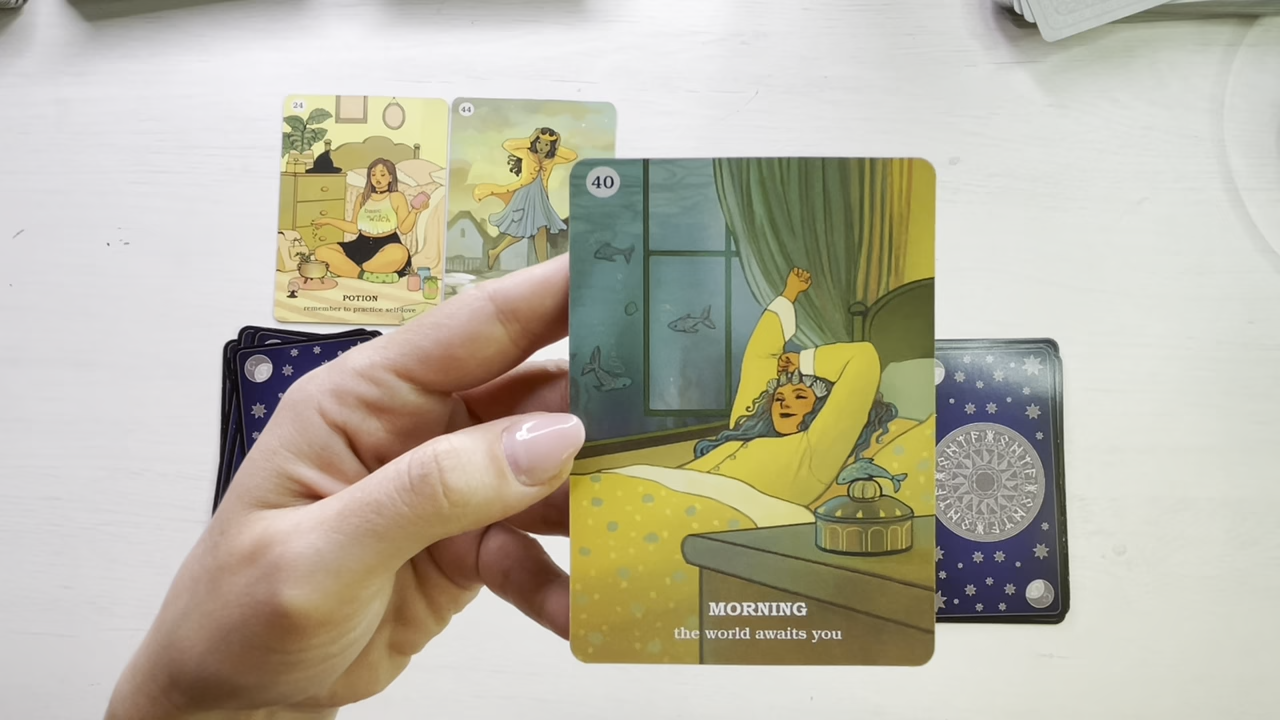 24
44
POTION
remember to practice self-love
40
MORNING
the world awaits you